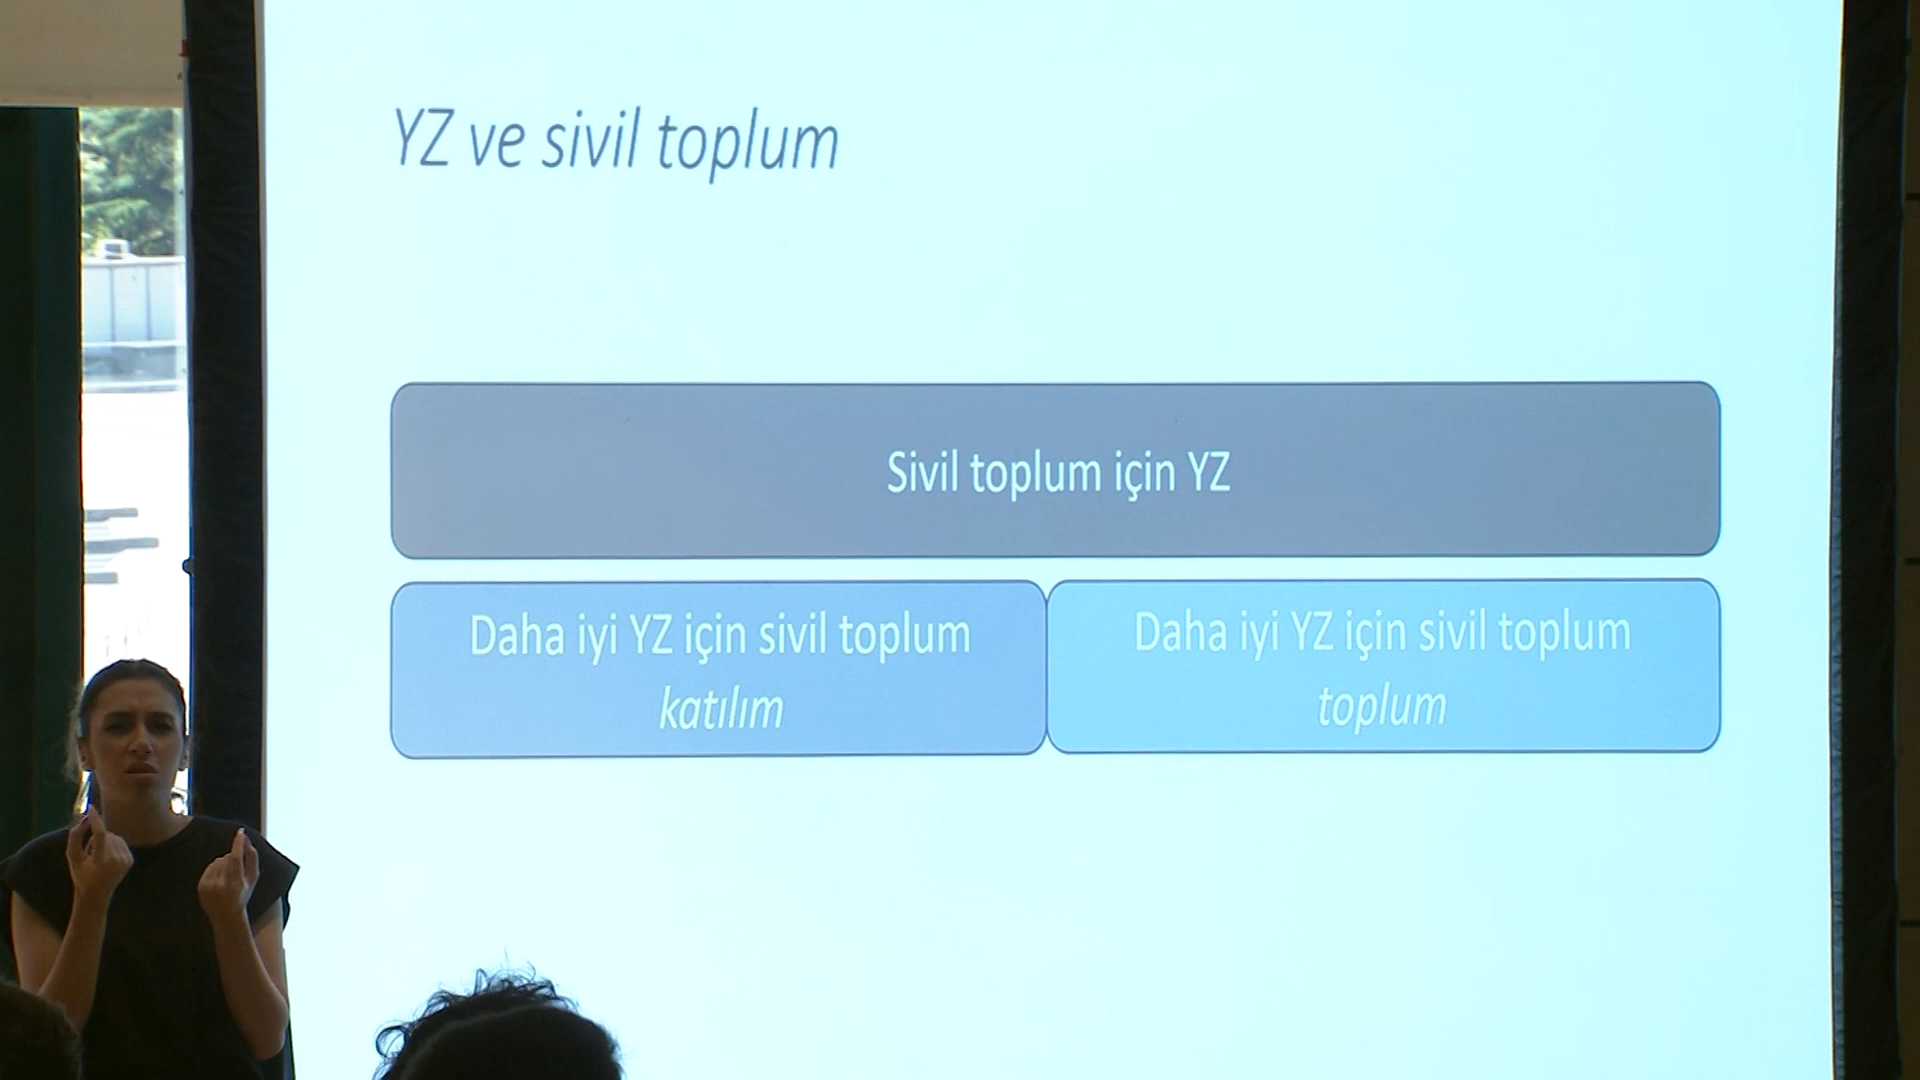 YZ ve sivil toplum
Sivil toplum için YZ
Daha iyi YZ için sivil toplum
katılım
Daha iyi YZ için sivil toplum
toplum